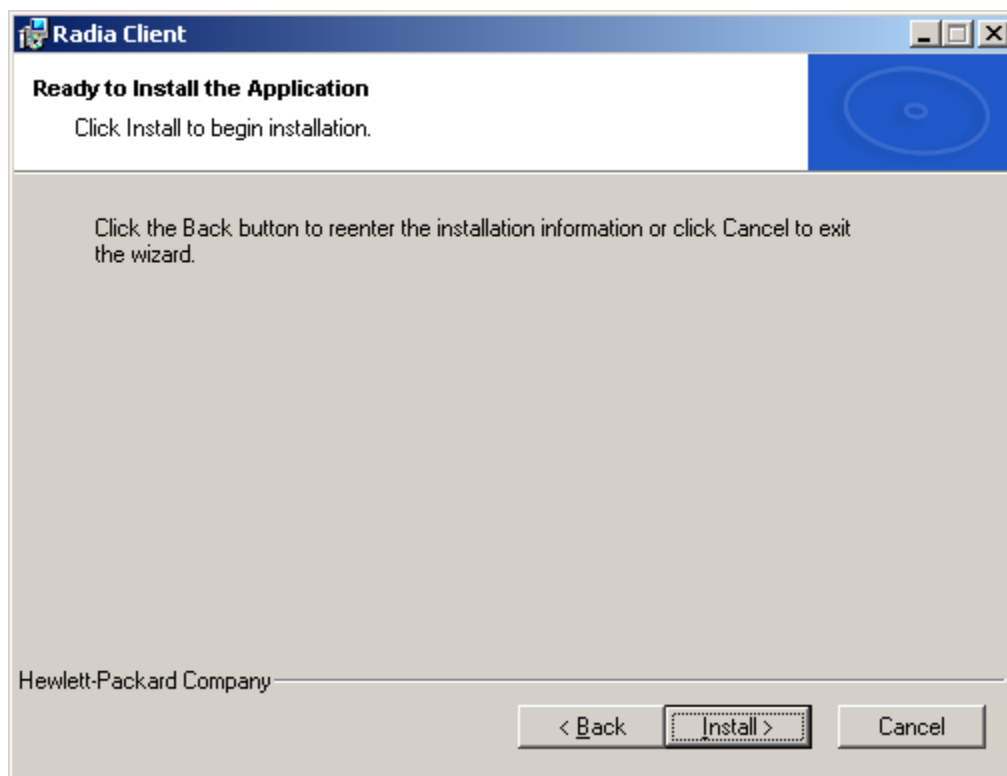 Radia Client
Ready to Install the Application
Click Install to begin installation.
Click the Back button to reenter the installation information or click Cancel to exit
the wizard.
Hewlett-Packard Company
< Back
Install >
Cancel